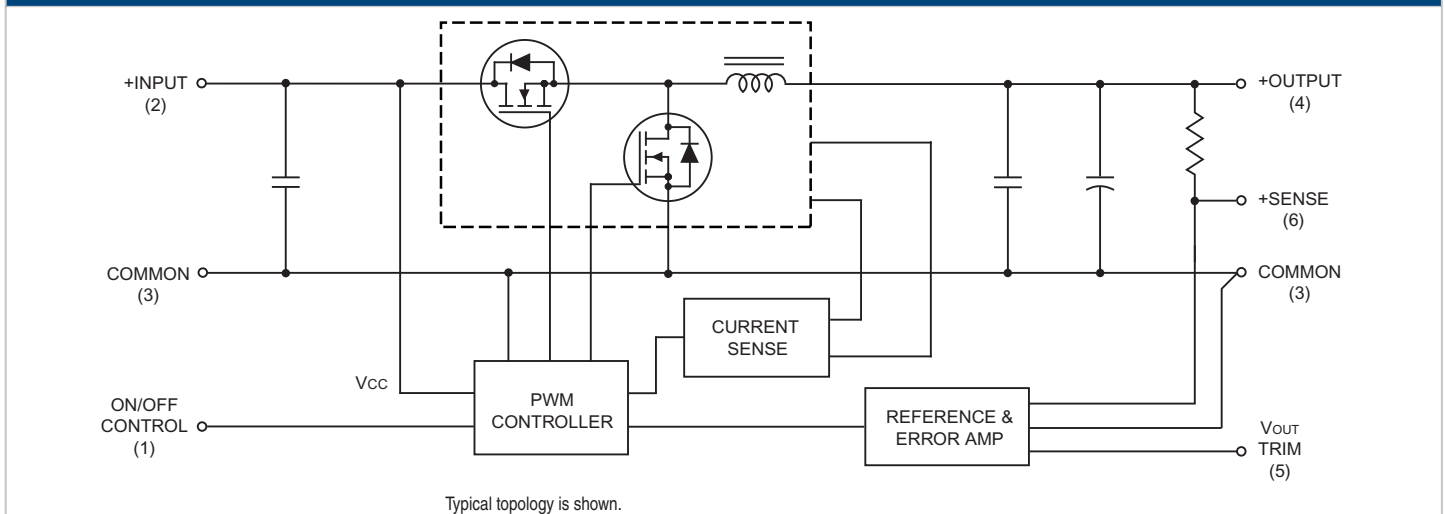 +INPUT
(2)
+OUTPUT
(4)
+SENSE
(6)
COMMON
(3)
COMMON
(3)
CURRENT
SENSE
VCC
PWM
CONTROLLER
ON/OFF
CONTROL
(1)
REFERENCE &
ERROR AMP
VOUT
TRIM
(5)
Typical topology is shown.